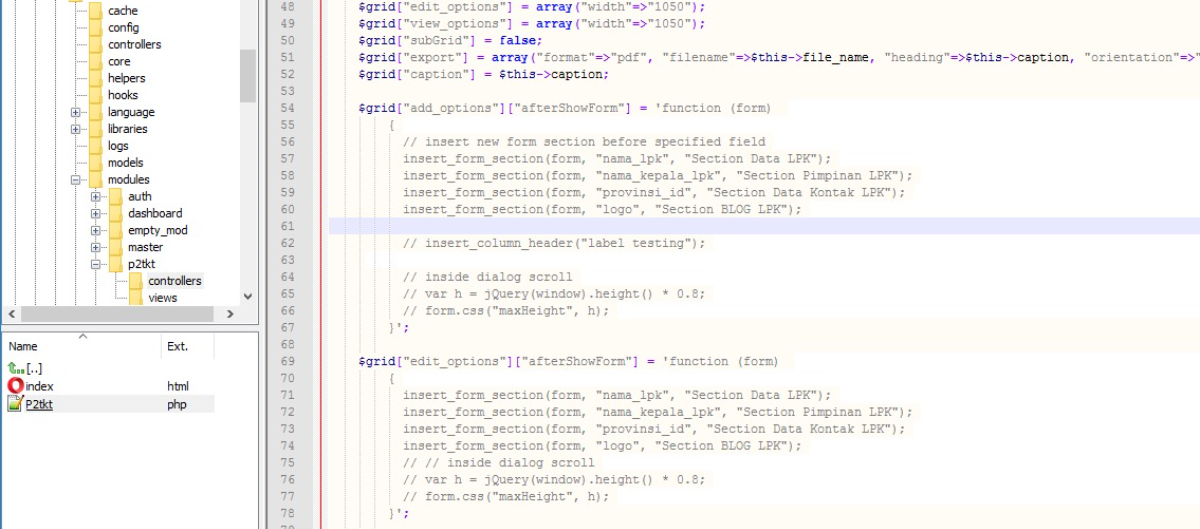 cache
config
controllers
core
helpers
hooks
language
libraries
logs
models
modules
auth
dashboard
empty_mod
master
p2tkt
controllers
views
Name Ext.
[..]
index html
P2tkt php
48 $grid["edit_options"] = array("width"=>"1050");
49 $grid["view_options"] = array("width"=>"1050");
50 $grid["subGrid"] = false;
51 $grid["export"] = array("format"=>"pdf", "filename"=>$this->file_name, "heading"=>$this->caption, "orientation"=>"
52 $grid["caption"] = $this->caption;
53
54 $grid["add_options"]["afterShowForm"] = 'function (form)
55 {
56 // insert new form section before specified field
57 insert_form_section(form, "nama_lpk", "Section Data LPK");
58 insert_form_section(form, "nama_kepala_lpk", "Section Pimpinan LPK");
59 insert_form_section(form, "provinsi_id", "Section Data Kontak LPK");
60 insert_form_section(form, "logo", "Section BLOG LPK");
61
62 // insert_column_header("label testing");
63
64 // inside dialog scroll
65 // var h = jQuery(window).height() * 0.8;
66 // form.css("maxHeight", h);
67 }';
68
69 $grid["edit_options"]["afterShowForm"] = 'function (form)
70 {
71 insert_form_section(form, "nama_lpk", "Section Data LPK");
72 insert_form_section(form, "nama_kepala_lpk", "Section Pimpinan LPK");
73 insert_form_section(form, "provinsi_id", "Section Data Kontak LPK");
74 insert_form_section(form, "logo", "Section BLOG LPK");
75 // // inside dialog scroll
76 // var h = jQuery(window).height() * 0.8;
77 // form.css("maxHeight", h);
78 }';